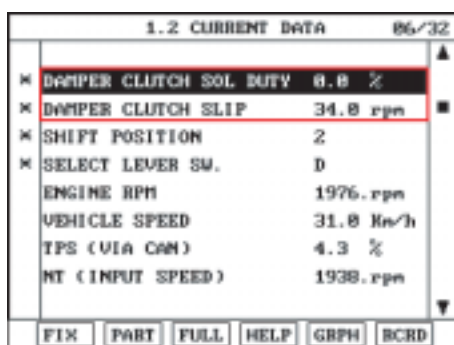 1.2 CURRENT DATA 06/32
× DAMPER CLUTCH SOL DUTY 0.0 %
× DAMPER CLUTCH SLIP 34.0 rpm
× SHIFT POSITION 2
× SELECT LEVER SW. D
ENGINE RPM 1976.rpm
VEHICLE SPEED 31.0 Km/h
TPS (VIA CAN) 4.3 %
NT (INPUT SPEED) 1938.rpm
FIX PART FULL HELP GRPH RCRD